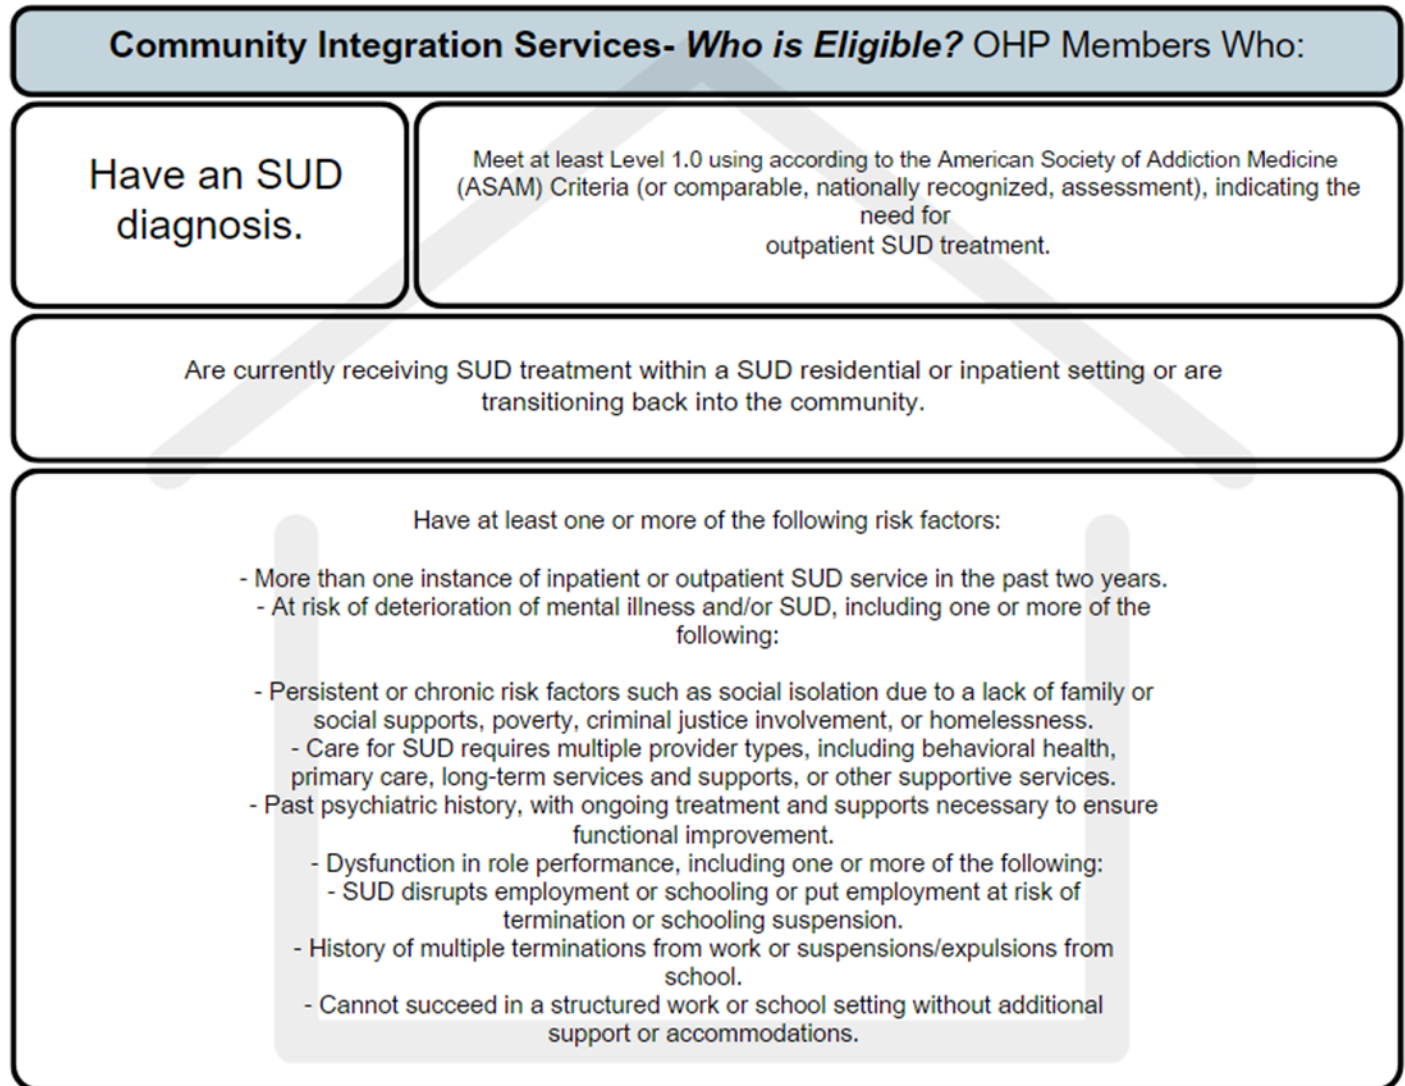 Community Integration Services- Who is Eligible? OHP Members Who:
Have an SUD
diagnosis.
Meet at least Level 1.0 using according to the American Society of Addiction Medicine
(ASAM) Criteria (or comparable, nationally recognized, assessment), indicating the
need for
outpatient SUD treatment.
Are currently receiving SUD treatment within a SUD residential or inpatient setting or are
transitioning back into the community.
Have at least one or more of the following risk factors:
- More than one instance of inpatient or outpatient SUD service in the past two years.
- At risk of deterioration of mental illness and/or SUD, including one or more of the
following:
- Persistent or chronic risk factors such as social isolation due to a lack of family or
social supports, poverty, criminal justice involvement, or homelessness.
- Care for SUD requires multiple provider types, including behavioral health,
primary care, long-term services and supports, or other supportive services.
- Past psychiatric history, with ongoing treatment and supports necessary to ensure
functional improvement.
- Dysfunction in role performance, including one or more of the following:
- SUD disrupts employment or schooling or put employment at risk of
termination or schooling suspension.
- History of multiple terminations from work or suspensions/expulsions from
school.
- Cannot succeed in a structured work or school setting without additional
support or accommodations.